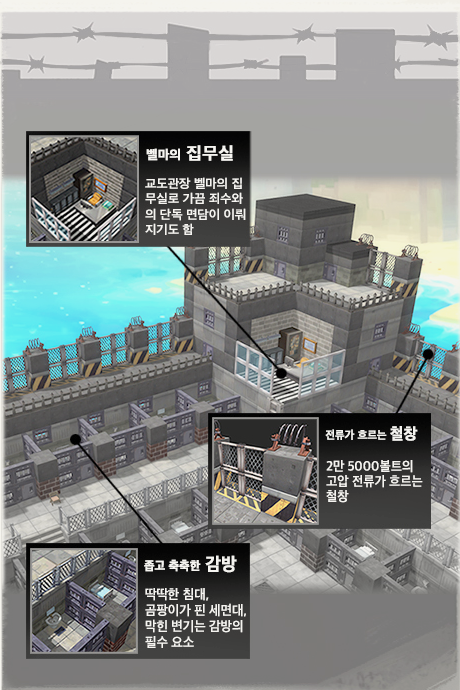 벨마의 집무실
교도관장 벨마의 집
무실로 가끔 죄수와
의 단독 면담이 이뤄
지기도 함
전류가 흐르는 철창
2만 5000볼트의
고압 전류가 흐르는
철창
좁고 축축한 감방
딱딱한 침대,
곰팡이가 핀 세면대,
막힌 변기는 감방의
필수 요소